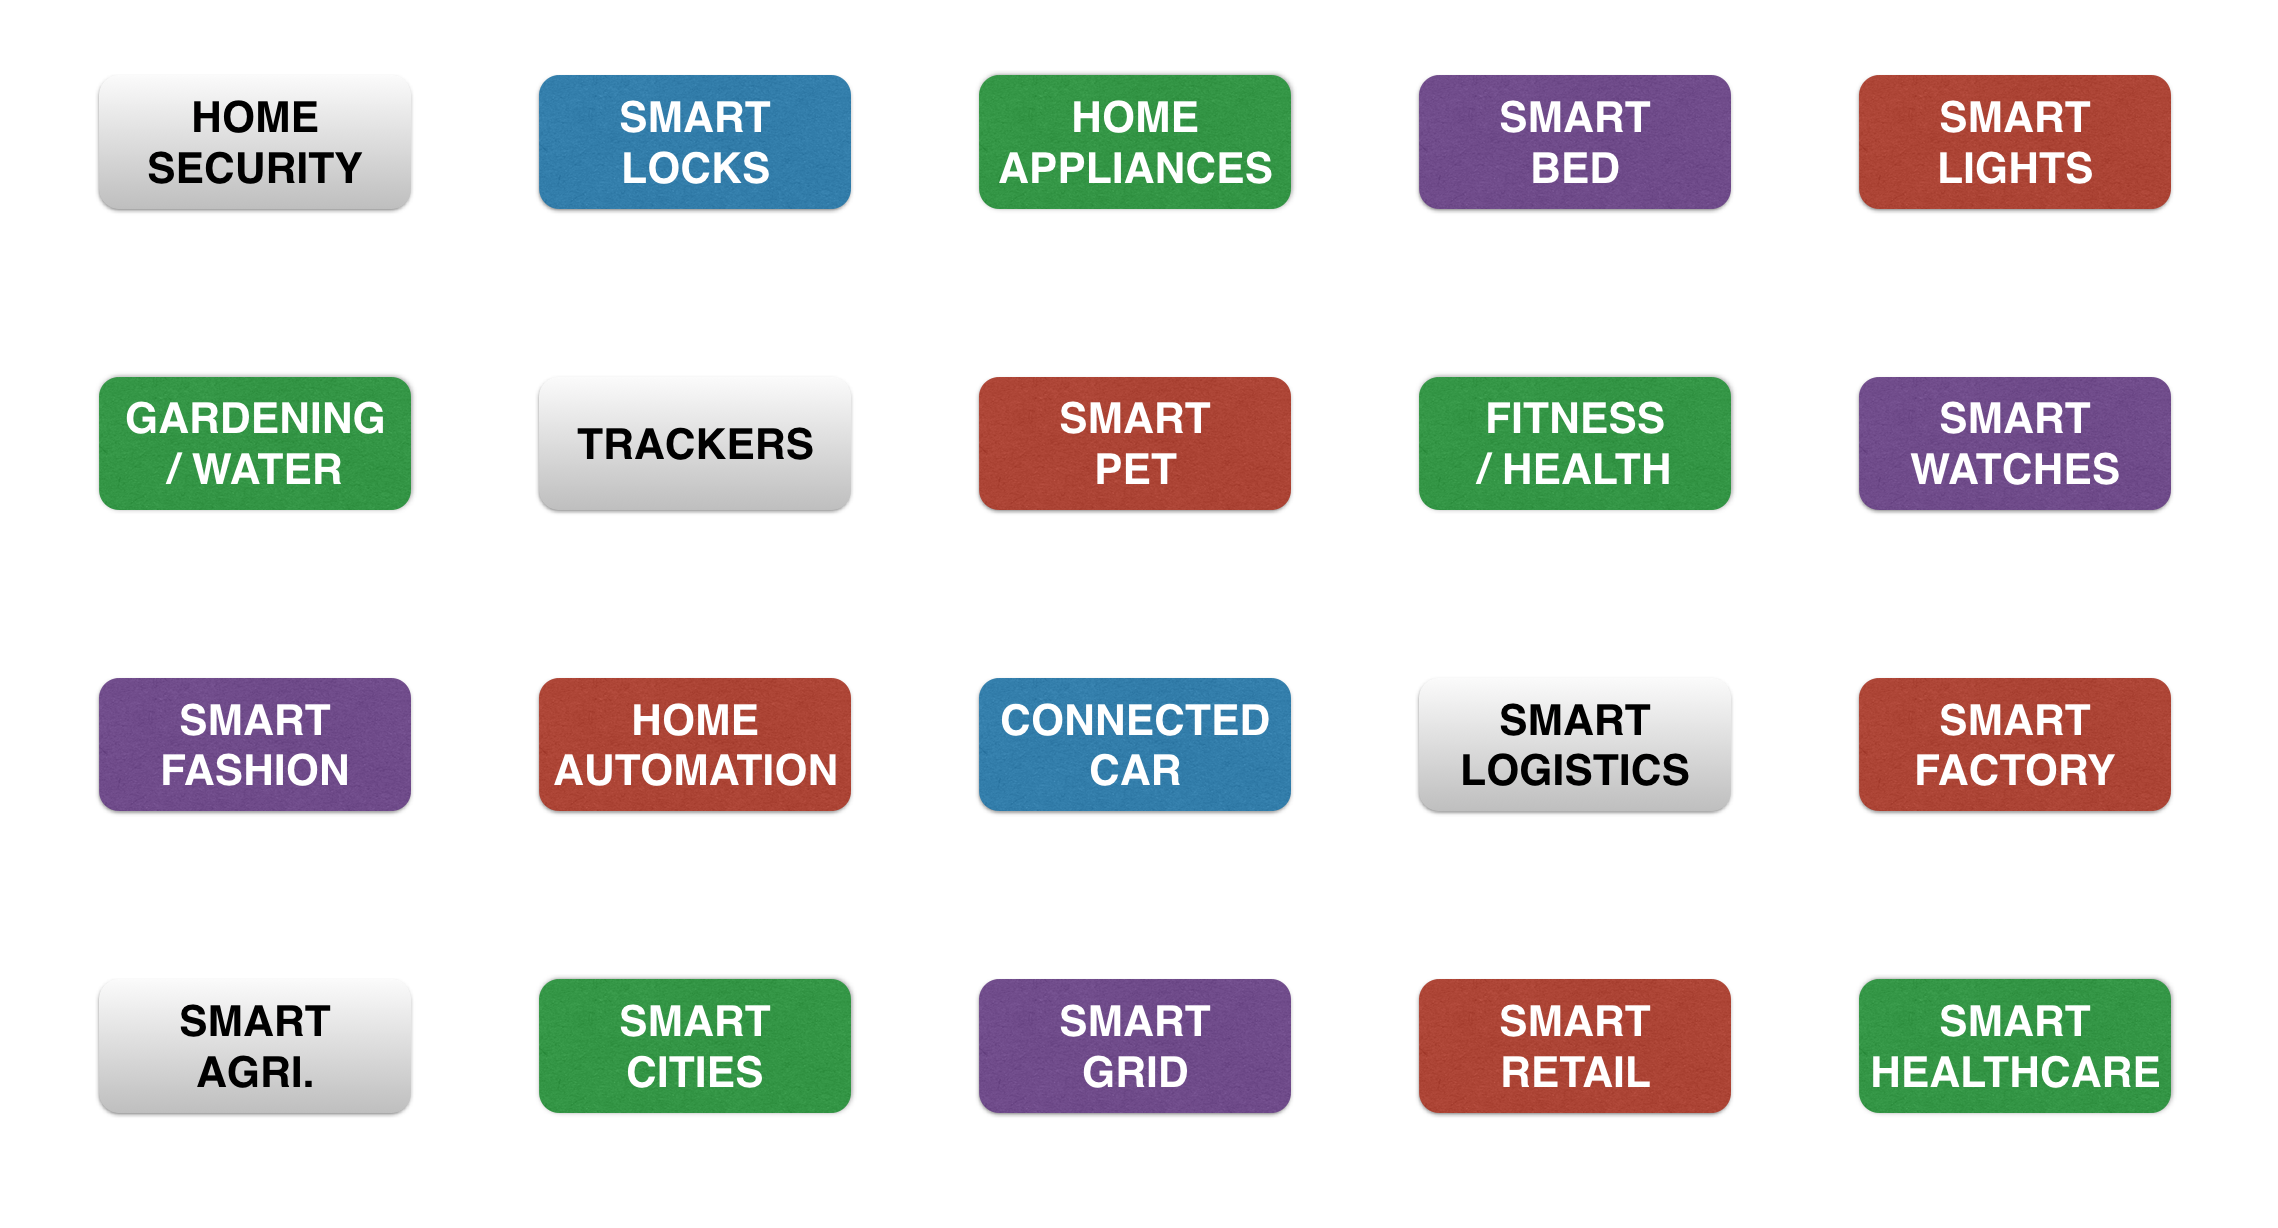 HOME
SECURITY
SMART
LOCKS
HOME
APPLIANCES
SMART
BED
SMART
LIGHTS
GARDENING
/ WATER
TRACKERS
SMART
PET
FITNESS
/ HEALTH
SMART
WATCHES
SMART
FASHION
HOME
AUTOMATION
CONNECTED
CAR
SMART
LOGISTICS
SMART
FACTORY
SMART
AGRI.
SMART
CITIES
SMART
GRID
SMART
RETAIL
SMART
HEALTHCARE